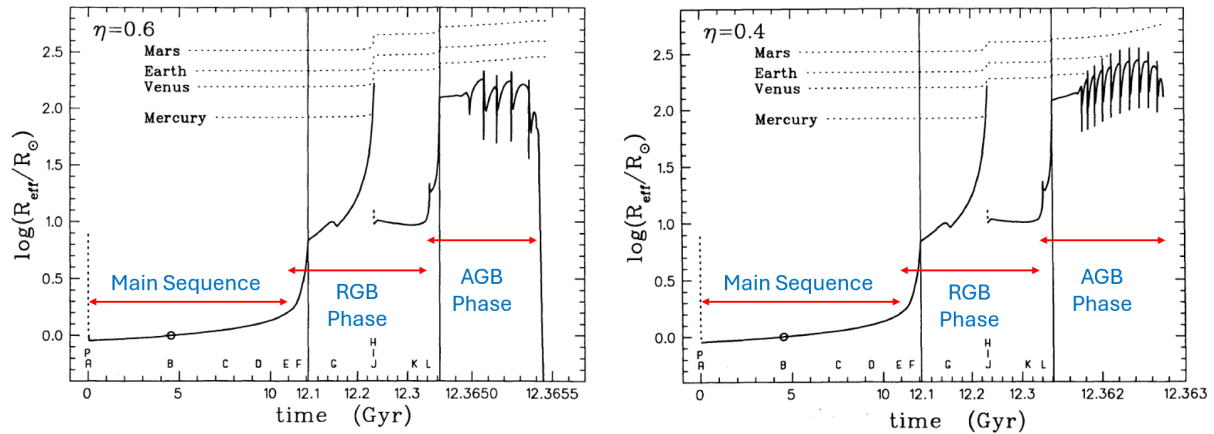 η=0.6
log(R_eff/R_⊙)
2.5
2.0
1.5
1.0
0.5
0.0
Mars
Earth
Venus
Mercury
Main Sequence
RGB
Phase
AGB
Phase
P
A B C D E F G H I J K L
0 5 10 12.1 12.2 12.3 12.3650 12.3655
time (Gyr)
η=0.4
log(R_eff/R_⊙)
2.5
2.0
1.5
1.0
0.5
0.0
Mars
Earth
Venus
Mercury
Main Sequence
RGB
Phase
AGB
Phase
P
A B C D E F G H I J K L
0 5 10 12.1 12.2 12.3 12.362 12.363
time (Gyr)